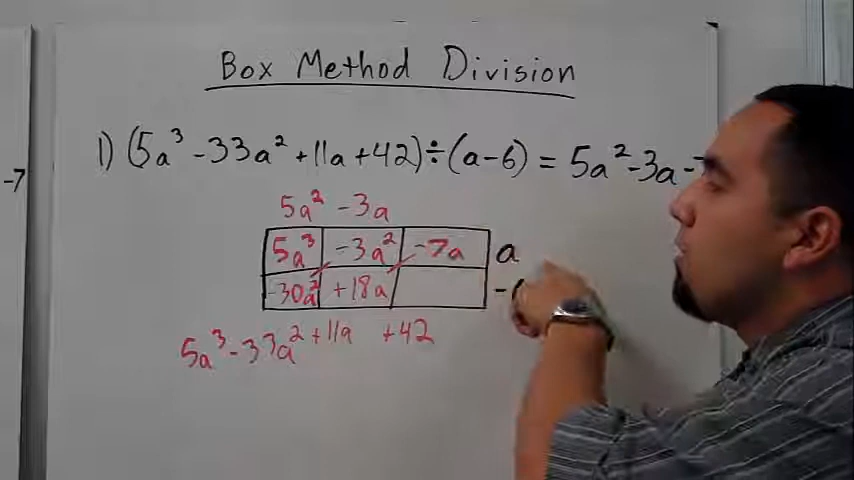 Box Method Division
1) (5a³ -33a² +11a +42) ÷ (a-6) = 5a² -3a -7
-7
5a² -3a
5a³ -3a² -7a a
-30a² +18a -
5a³ -33a² +11a +42